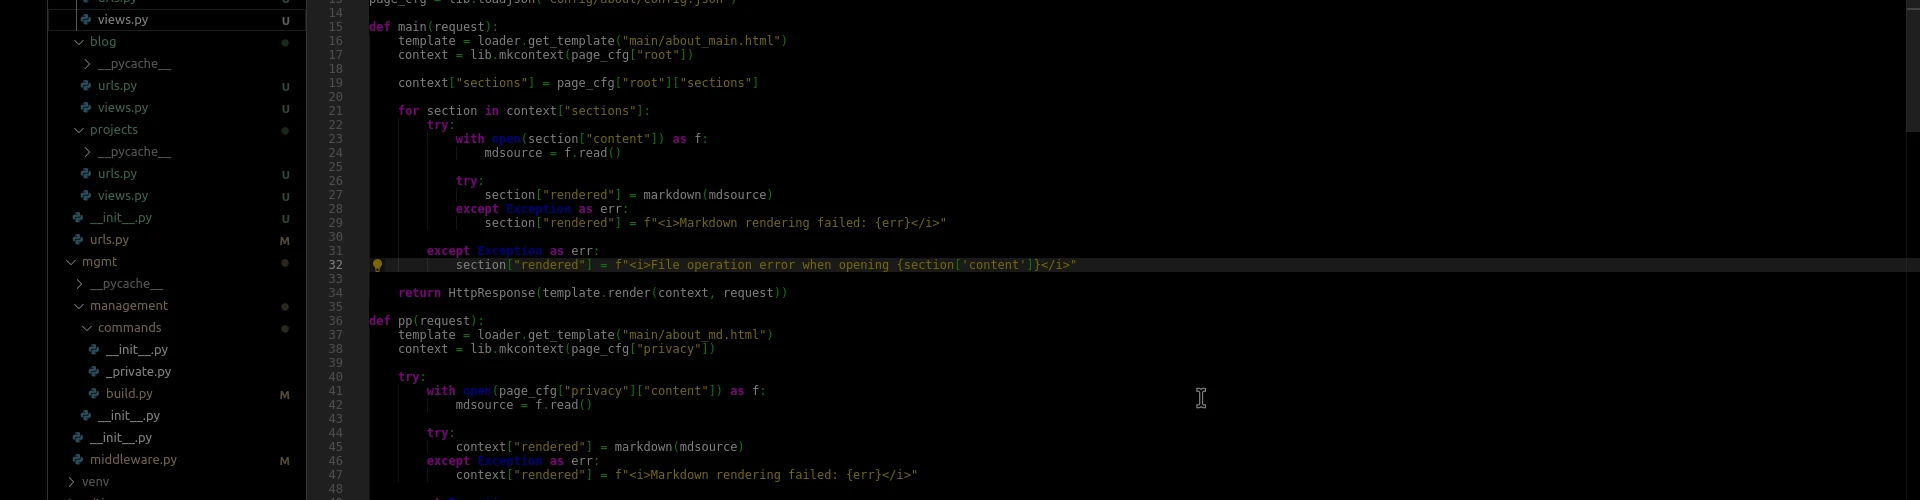 views.py U
blog
__pycache__
urls.py U
views.py U
projects
__pycache__
urls.py U
views.py U
__init__.py U
urls.py M
mgmt
__pycache__
management
commands
__init__.py
_private.py
build.py M
__init__.py
__init__.py
middleware.py M
venv
13 page_cfg = lib.loadjson("config/about/config.json")
14
15 def main(request):
16 template = loader.get_template("main/about_main.html")
17 context = lib.mkcontext(page_cfg["root"])
18
19 context["sections"] = page_cfg["root"]["sections"]
20
21 for section in context["sections"]:
22 try:
23 with open(section["content"]) as f:
24 mdsource = f.read()
25
26 try:
27 section["rendered"] = markdown(mdsource)
28 except Exception as err:
29 section["rendered"] = f"<i>Markdown rendering failed: {err}</i>"
30
31 except Exception as err:
32 section["rendered"] = f"<i>File operation error when opening {section['content']}</i>"
33
34 return HttpResponse(template.render(context, request))
35
36 def pp(request):
37 template = loader.get_template("main/about_md.html")
38 context = lib.mkcontext(page_cfg["privacy"])
39
40 try:
41 with open(page_cfg["privacy"]["content"]) as f:
42 mdsource = f.read()
43
44 try:
45 context["rendered"] = markdown(mdsource)
46 except Exception as err:
47 context["rendered"] = f"<i>Markdown rendering failed: {err}</i>"
48